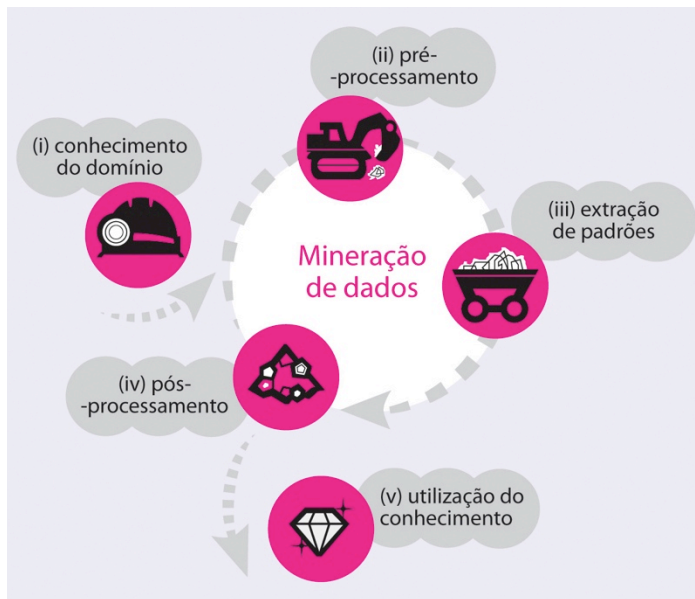 (i) conhecimento
do domínio
(ii) pré-
-processamento
(iii) extração
de padrões
Mineração
de dados
(iv) pós-
-processamento
(v) utilização do
conhecimento